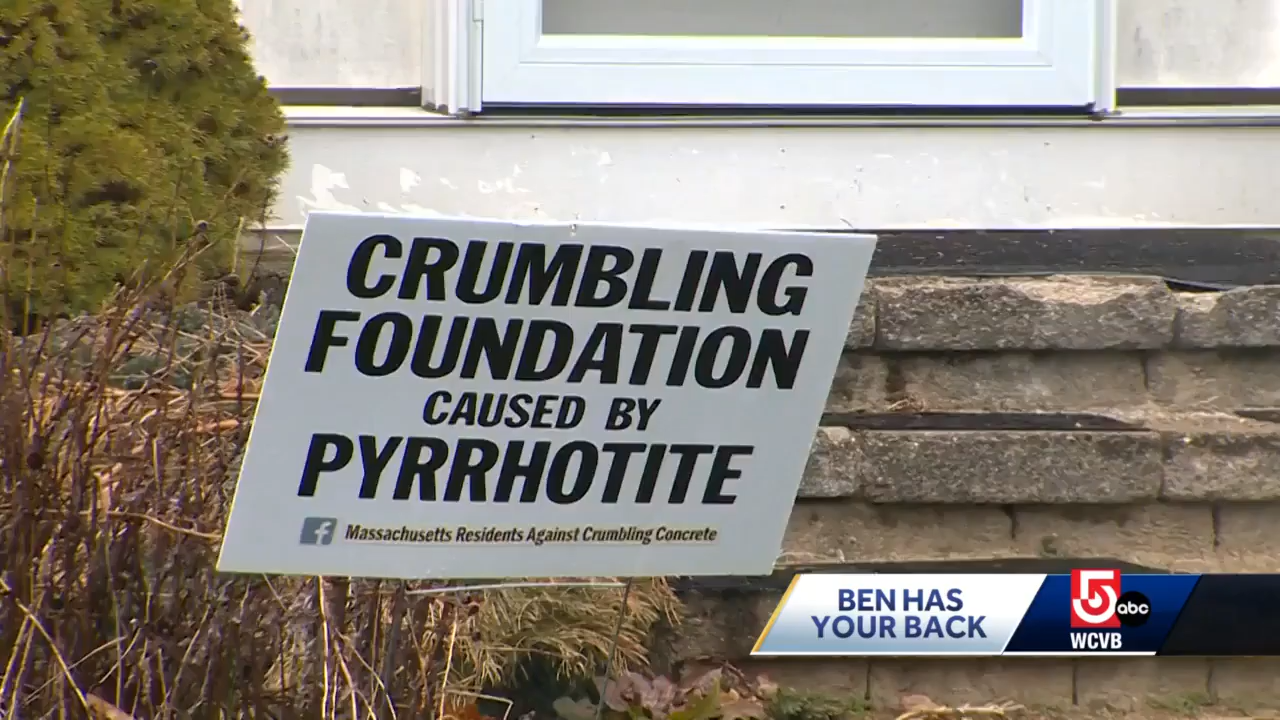 CRUMBLING
FOUNDATION
CAUSED BY
PYRRHOTITE
f Massachusetts Residents Against Crumbling Concrete
BEN HAS
YOUR BACK
5
abc
WCVB